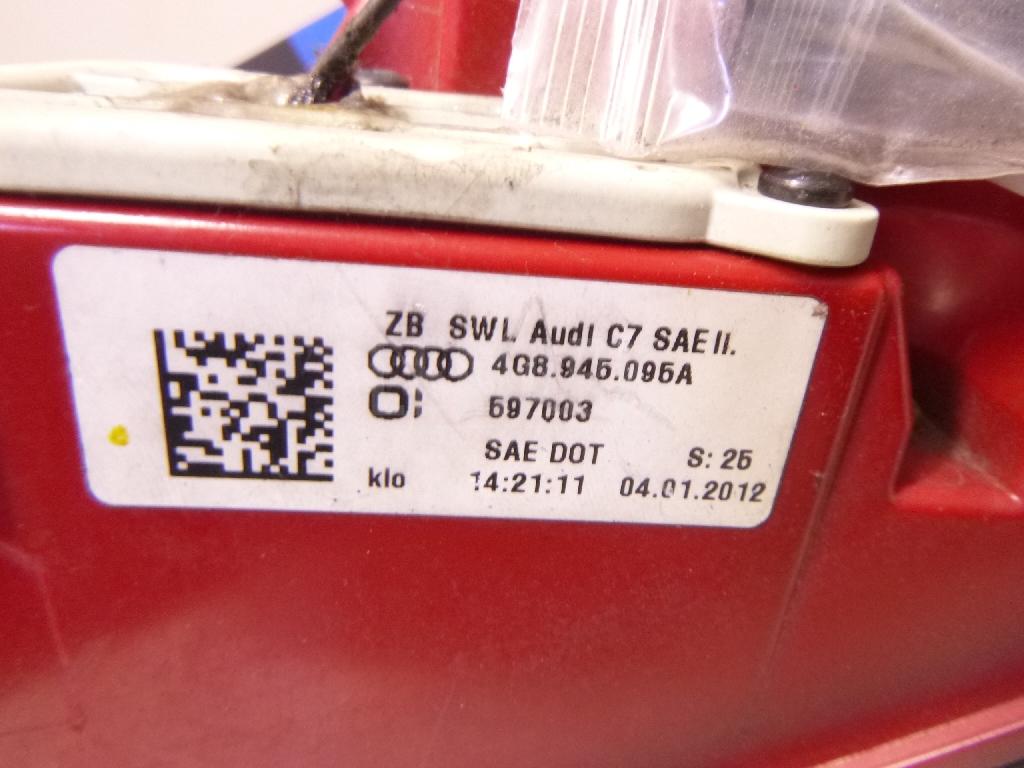 ZB SWL Audi C7 SAE II.
4G8.945.095A
597003
SAE DOT S: 25
klo 14:21:11 04.01.2012